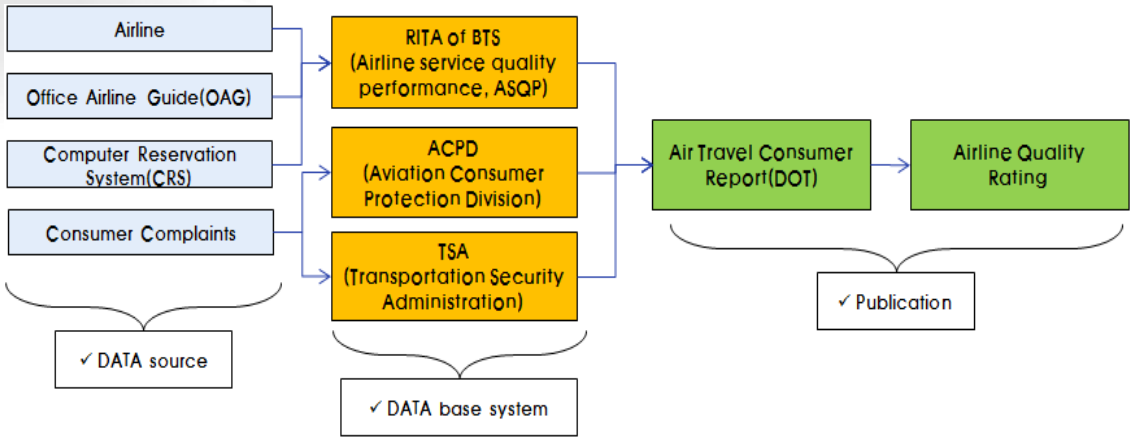 Airline
Office Airline Guide(OAG)
Computer Reservation
System(CRS)
Consumer Complaints
✓ DATA source
RITA of BTS
(Airline service quality
performance, ASQP)
ACPD
(Aviation Consumer
Protection Division)
TSA
(Transportation Security
Administration)
✓ DATA base system
Air Travel Consumer
Report(DOT)
Airline Quality
Rating
✓ Publication